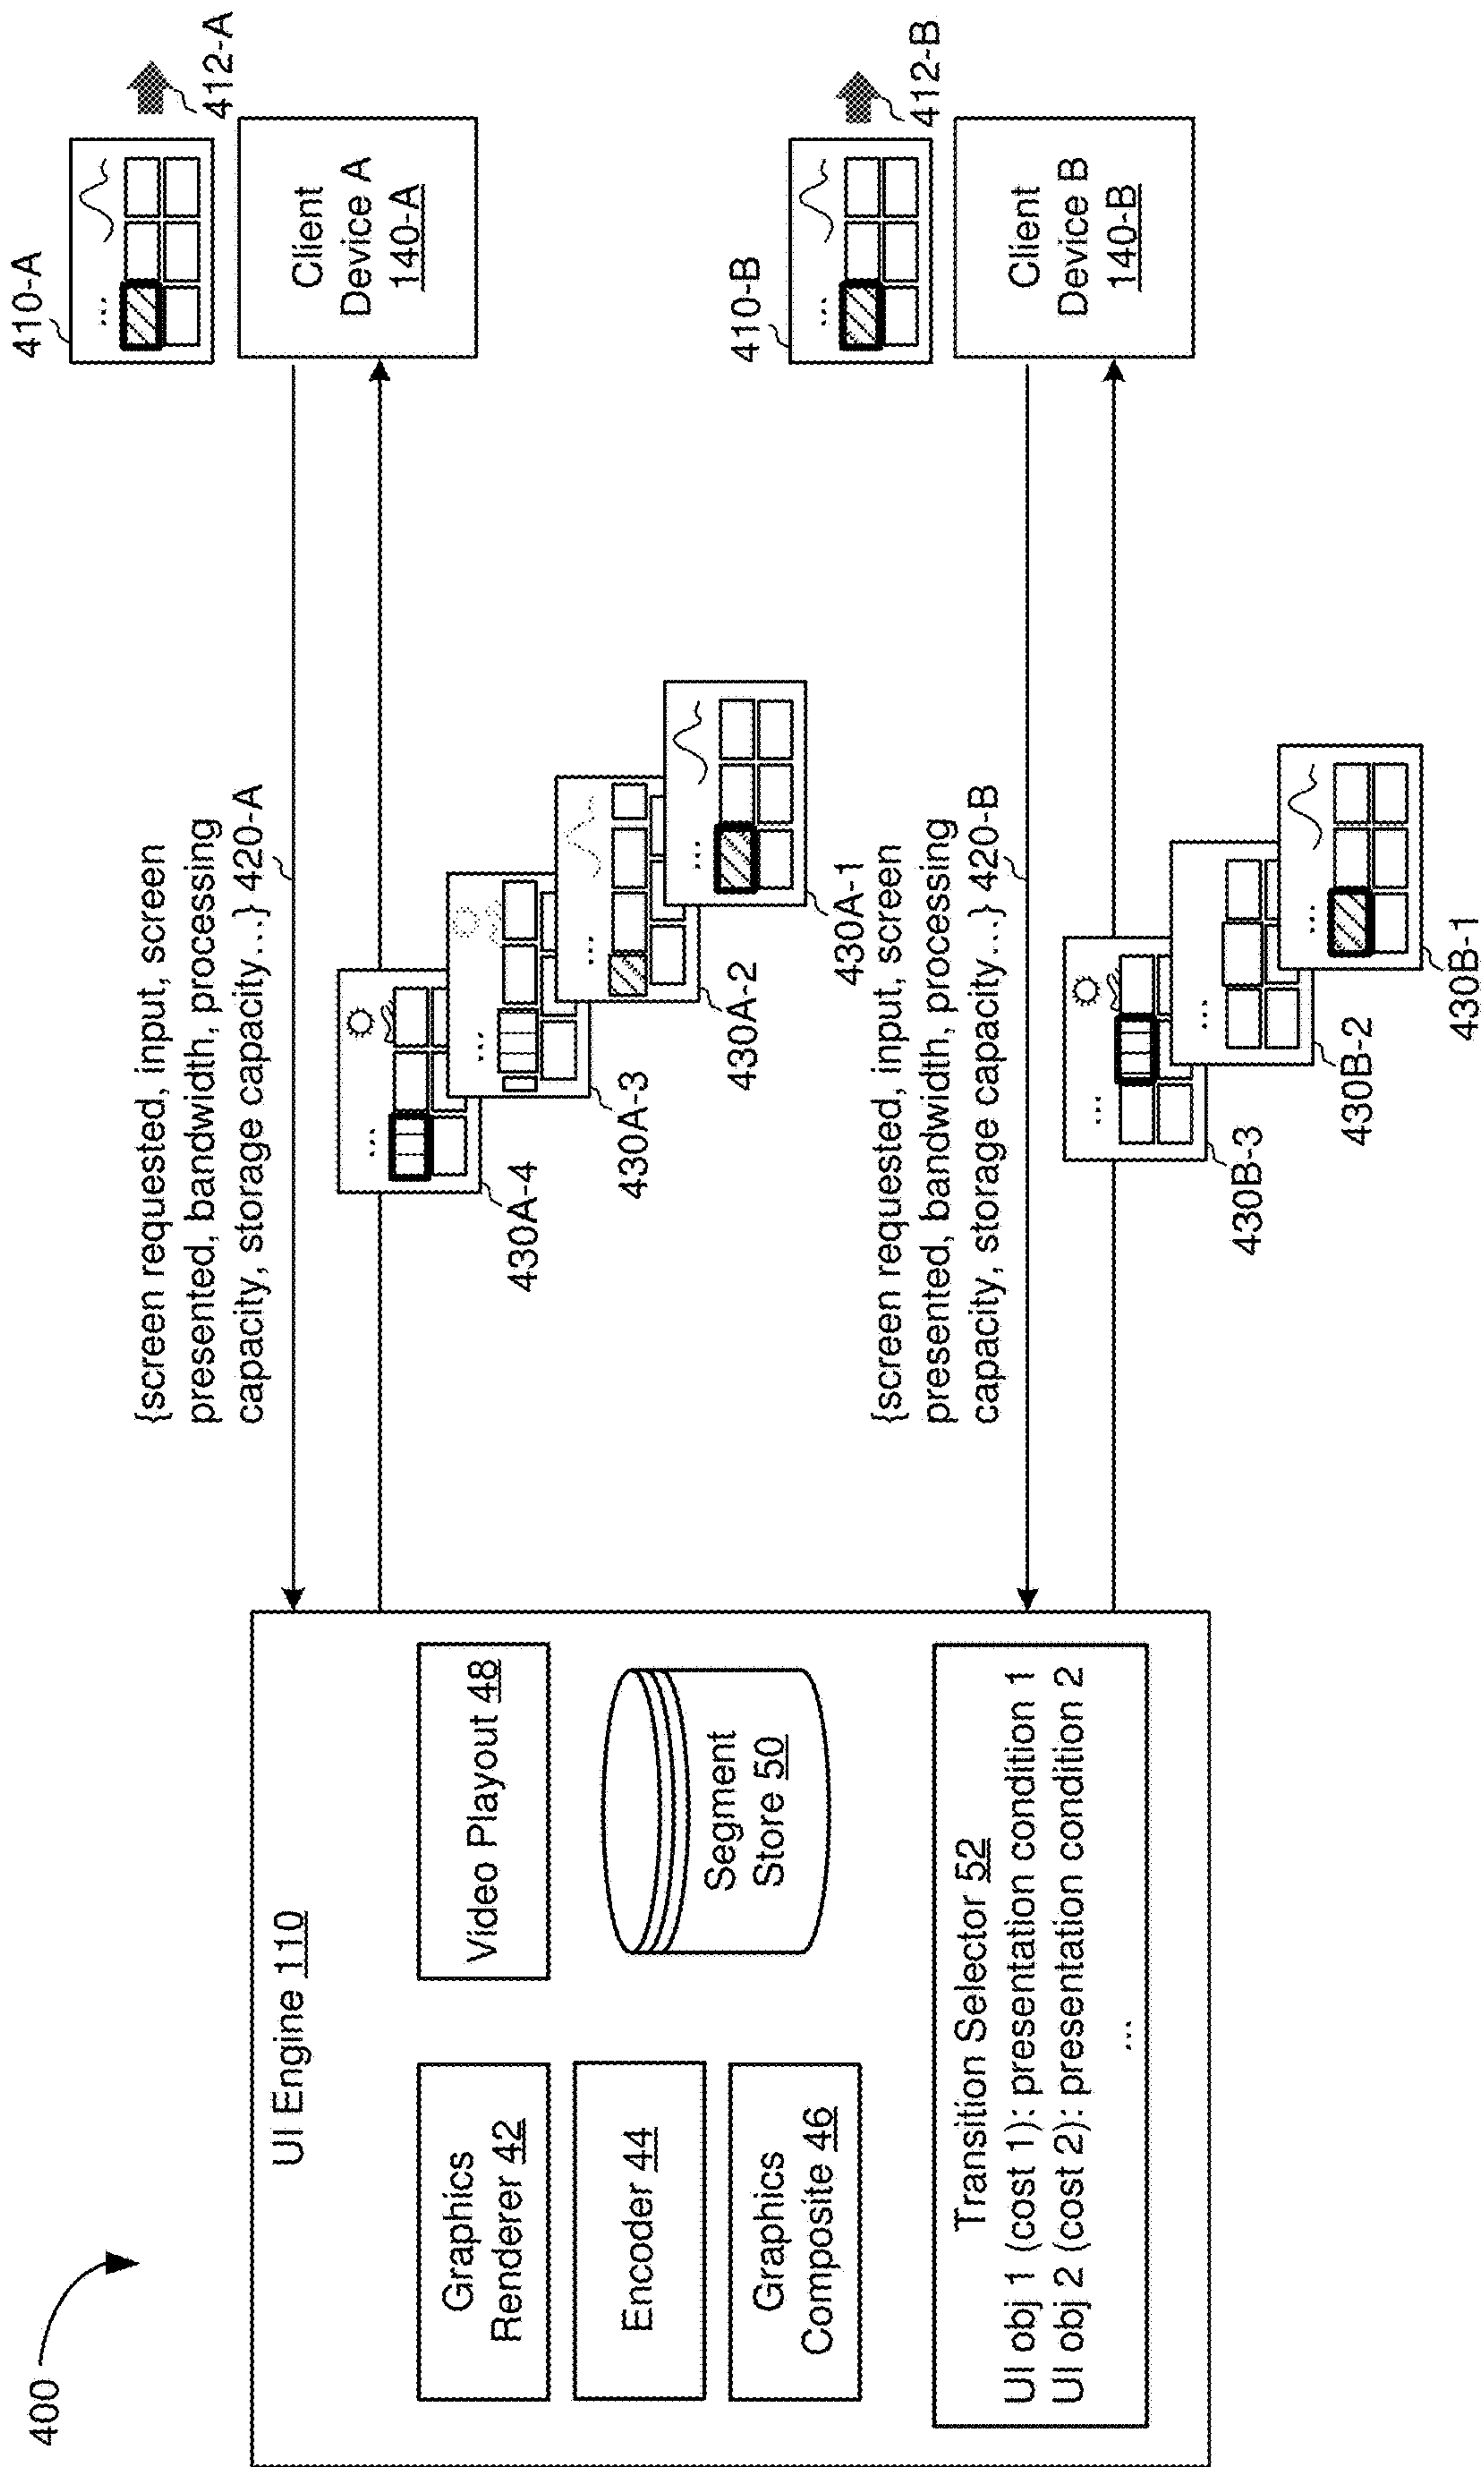 400
UI Engine 110
Graphics
Renderer 42
Encoder 44
Graphics
Composite 46
Video Playout 48
Segment
Store 50
Transition Selector 52
UI obj 1 (cost 1): presentation condition 1
UI obj 2 (cost 2): presentation condition 2
...
{screen requested, input, screen
presented, bandwidth, processing
capacity, storage capacity...} 420-A
...
430A-4
...
430A-3
...
430A-2
...
430A-1
410-A
...
412-A
Client
Device A
140-A
{screen requested, input, screen
presented, bandwidth, processing
capacity, storage capacity...} 420-B
...
430B-3
...
430B-2
...
430B-1
410-B
...
412-B
Client
Device B
140-B